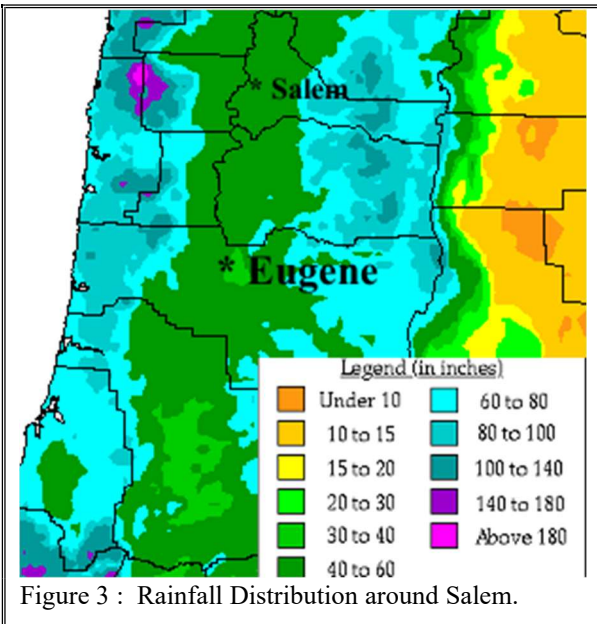 * Salem
* Eugene
Legend (in inches)
Under 10
10 to 15
15 to 20
20 to 30
30 to 40
40 to 60
60 to 80
80 to 100
100 to 140
140 to 180
Above 180
Figure 3 :  Rainfall Distribution around Salem.